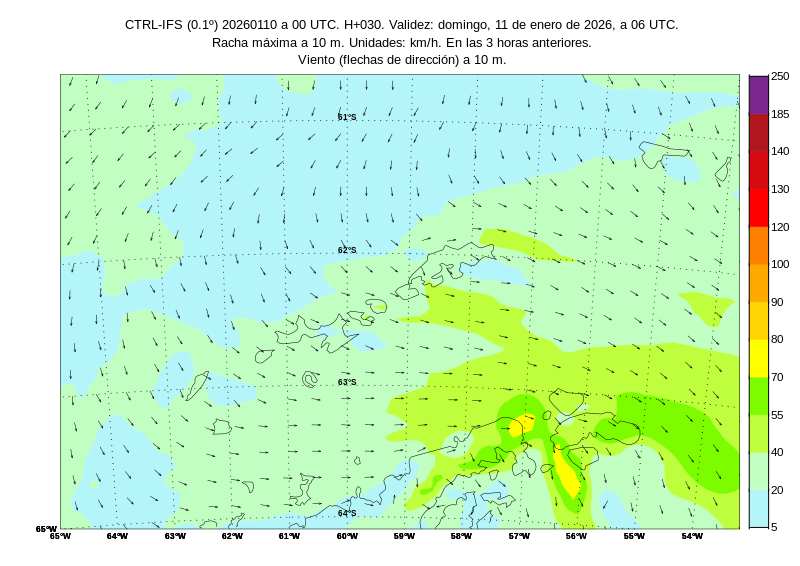 CTRL-IFS (0.1º) 20260110 a 00 UTC. H+030. Validez: domingo, 11 de enero de 2026, a 06 UTC.
Racha máxima a 10 m. Unidades: km/h. En las 3 horas anteriores.
Viento (flechas de dirección) a 10 m.
250
185
140
130
120
100
90
80
70
55
40
20
5
61°S
62°S
63°S
64°S
65°W
65°W 64°W 63°W 62°W 61°W 60°W 59°W 58°W 57°W 56°W 55°W 54°W